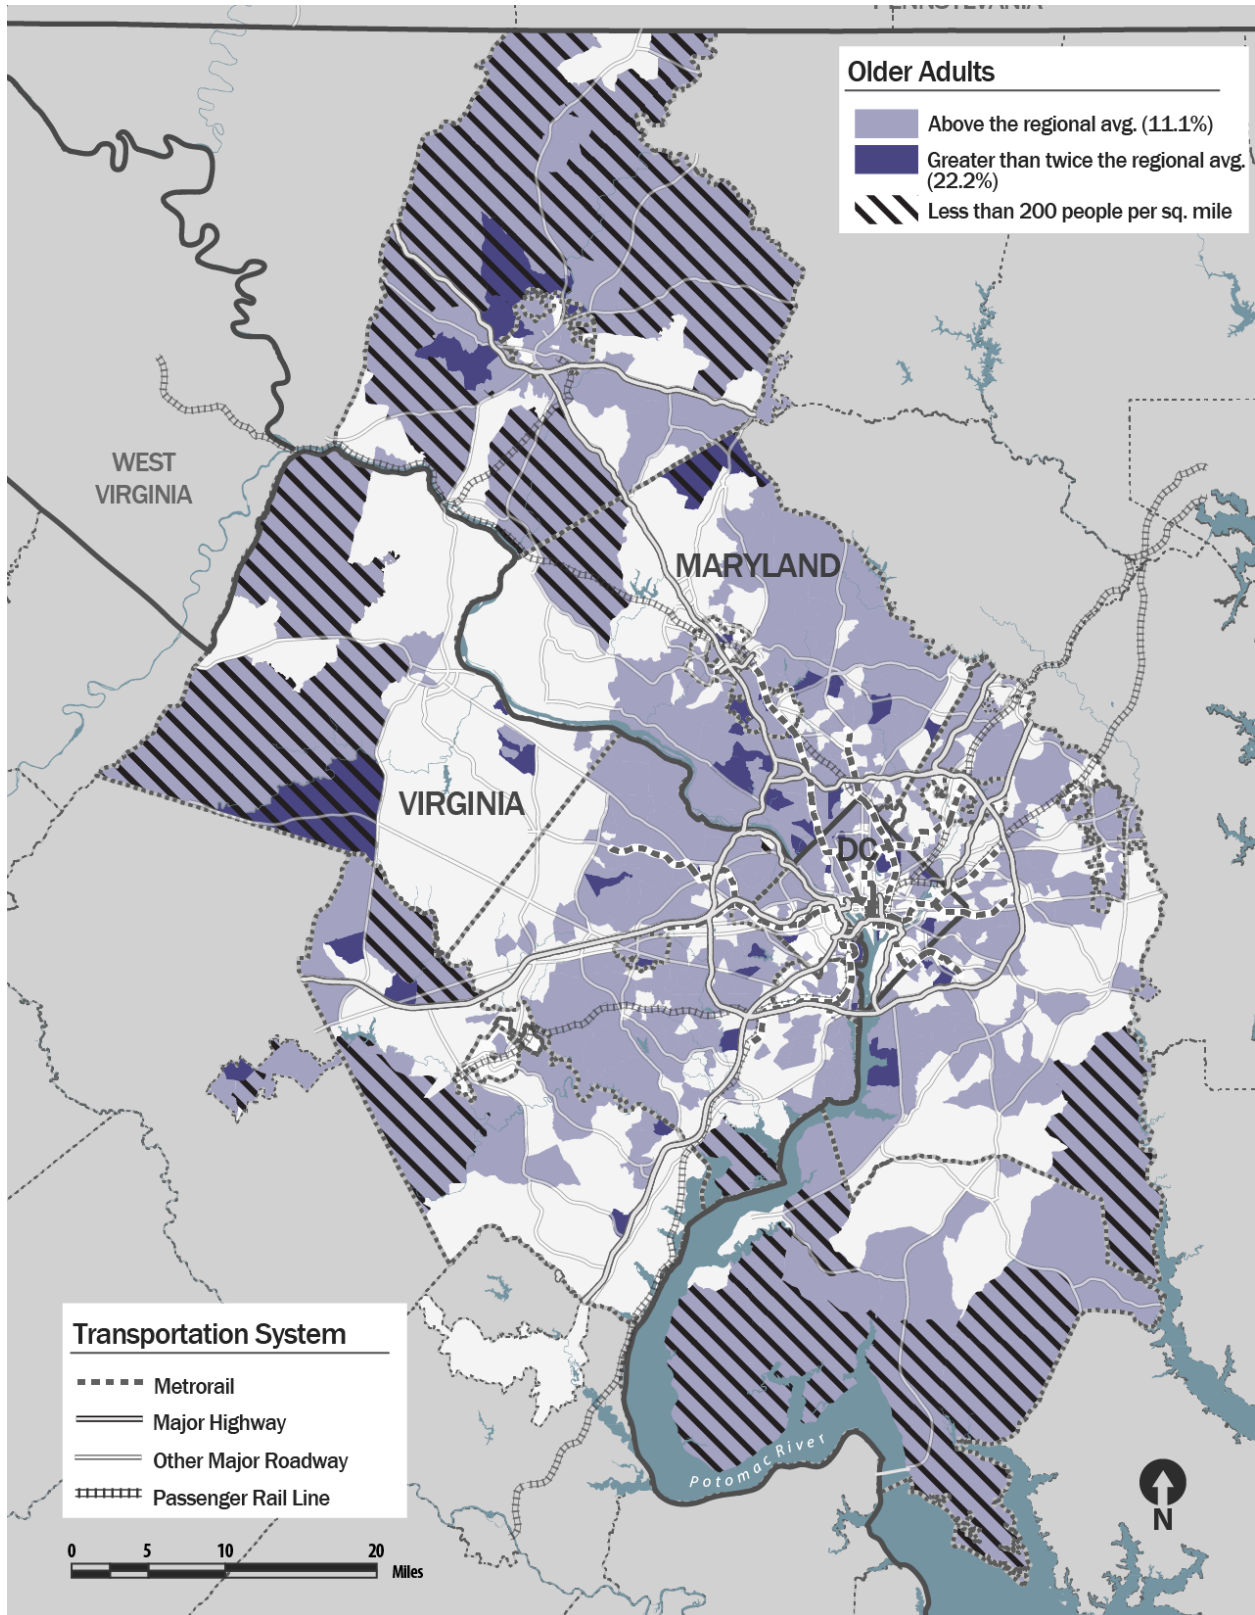 PENNSYLVANIA
Older Adults
Above the regional avg. (11.1%)
Greater than twice the regional avg.
(22.2%)
Less than 200 people per sq. mile
WEST
VIRGINIA
MARYLAND
VIRGINIA
DC
Transportation System
Metrorail
Major Highway
Other Major Roadway
Passenger Rail Line
Potomac River
N
0 5 10 20
Miles